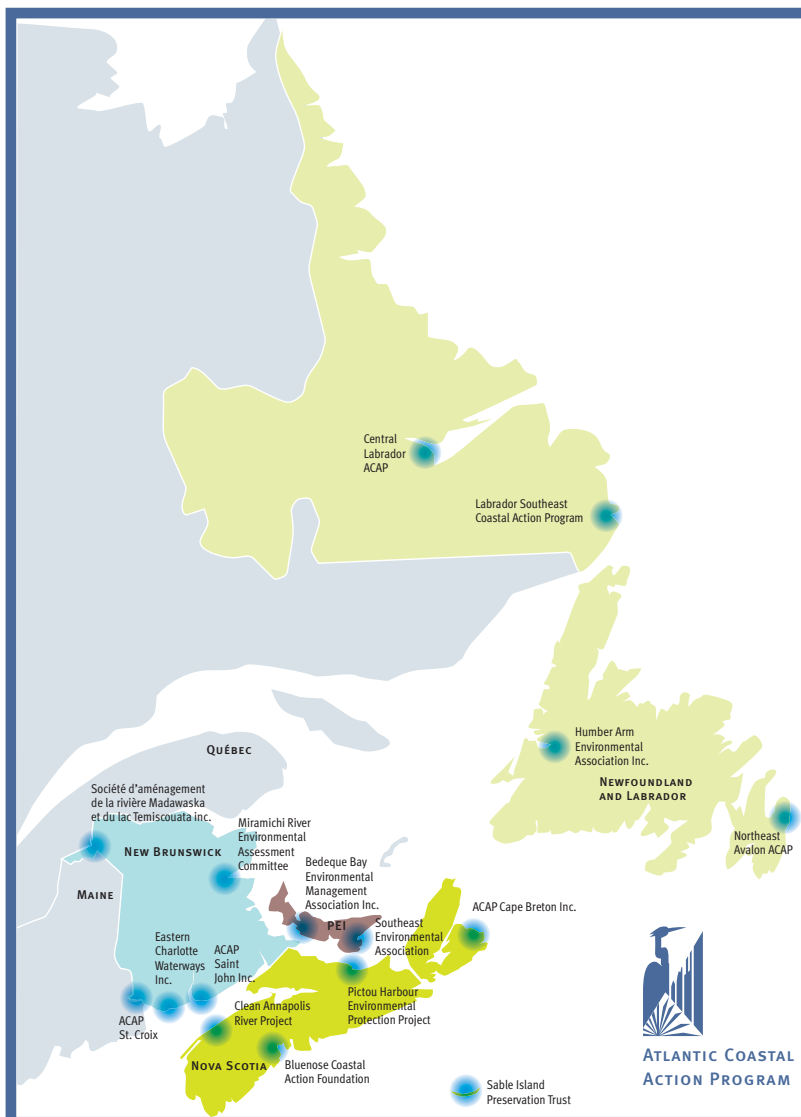 Central
Labrador
ACAP
Labrador Southeast
Coastal Action Program
Humber Arm
Environmental
Association Inc.
QUÉBEC
NEWFOUNDLAND
AND LABRADOR
Société d'aménagement
de la rivière Madawaska
et du lac Temiscouata inc.
Miramichi River
Environmental
Assessment
Committee
Northeast
Avalon ACAP
NEW BRUNSWICK
Bedeque Bay
Environmental
Management
Association Inc.
MAINE
ACAP Cape Breton Inc.
PEI
Southeast
Environmental
Association
Eastern
Charlotte
Waterways
Inc.
ACAP
Saint
John Inc.
Pictou Harbour
Environmental
Protection Project
Clean Annapolis
River Project
ACAP
St. Croix
NOVA SCOTIA
Bluenose Coastal
Action Foundation
Sable Island
Preservation Trust
ATLANTIC COASTAL
ACTION PROGRAM